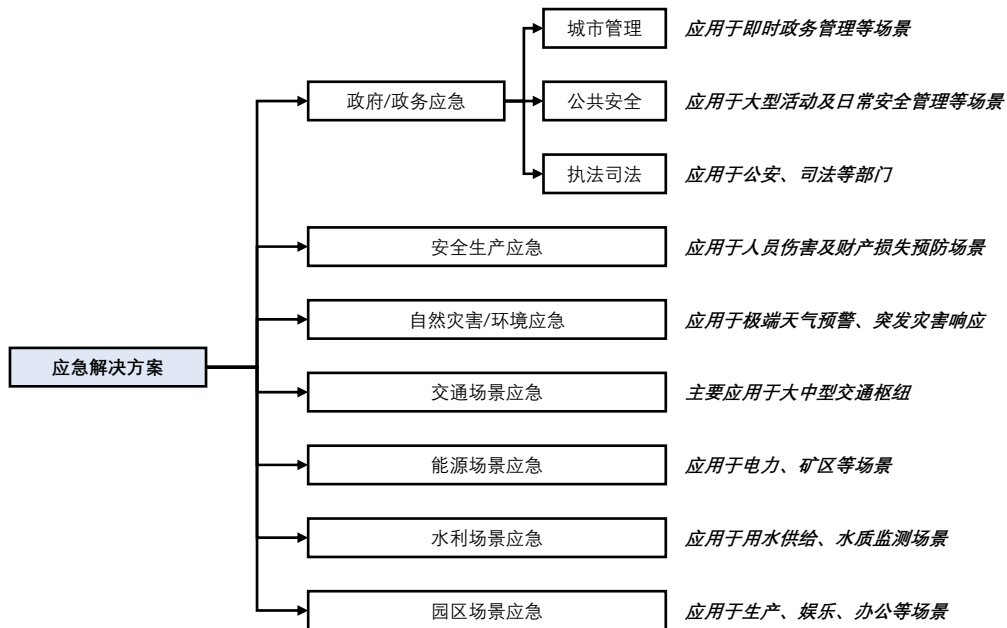 城市管理 应用于即时政务管理等场景
政府/政务应急 公共安全 应用于大型活动及日常安全管理等场景
执法司法 应用于公安、司法等部门
安全生产应急 应用于人员伤害及财产损失预防场景
自然灾害/环境应急 应用于极端天气预警、突发灾害响应
应急解决方案
交通场景应急 主要应用于大中型交通枢纽
能源场景应急 应用于电力、矿区等场景
水利场景应急 应用于用水供给、水质监测场景
园区场景应急 应用于生产、娱乐、办公等场景